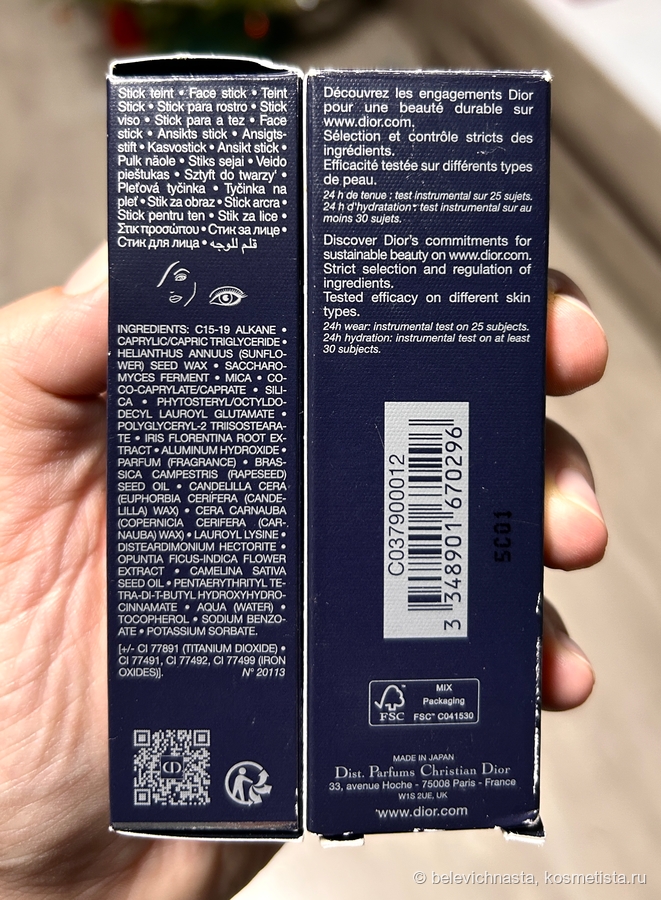 Stick teint • Face stick • Teint
Stick • Stick para rostro • Stick
viso • Stick para a tez • Face
stick • Ansikts stick • Ansigts-
stift • Kasvostick • Ansikt stick •
Pulk näole • Stiks sejai • Veido
pieštukas • Sztyft do twarzy •
Pleťová tyčinka • Tyčinka na
pleť • Stik za obraz • Stick arca •
Stick pentru ten • Stik za lice •
Στικ προσώπου • Стик за лице •
Стик для лица • قلم للوجه
INGREDIENTS: C15-19 ALKANE •
CAPRYLIC/CAPRIC TRIGLYCERIDE •
HELIANTHUS ANNUUS (SUNFLO-
WER) SEED WAX • SACCHARO-
MYCES FERMENT • MICA • CO-
CO-CAPRYLATE/CAPRATE • SILI-
CA • PHYTOSTERYL/OCTYLDO-
DECYL LAUROYL GLUTAMATE •
POLYGLYCERYL-2 TRIISOSTEARA-
TE • IRIS FLORENTINA ROOT EX-
TRACT • ALUMINUM HYDROXIDE •
PARFUM (FRAGRANCE) • BRAS-
SICA CAMPESTRIS (RAPESEED)
SEED OIL • CANDELILLA CERA
(EUPHORBIA CERIFERA (CANDE-
LILLA) WAX) • CERA CARNAUBA
(COPERNICIA CERIFERA (CAR-
NAUBA) WAX) • LAUROYL LYSINE •
DISTEARDIMONIUM HECTORITE •
OPUNTIA FICUS-INDICA FLOWER
EXTRACT • CAMELINA SATIVA
SEED OIL • PENTAERYTHRITYL TE-
TRA-DI-T-BUTYL HYDROXYHYDRO-
CINNAMATE • AQUA (WATER) •
TOCOPHEROL • SODIUM BENZO-
ATE • POTASSIUM SORBATE.
[+/- CI 77891 (TITANIUM DIOXIDE) •
CI 77491, CI 77492, CI 77499 (IRON
OXIDES)]. N° 20113
CD
Découvrez les engagements Dior
pour une beauté durable sur
www.dior.com.
Sélection et contrôle stricts des
ingrédients.
Efficacité testée sur différents types
de peau.
24 h de tenue : test instrumental sur 25 sujets.
24 h d'hydratation : test instrumental sur au
moins 30 sujets.
Discover Dior's commitments for
sustainable beauty on www.dior.com.
Strict selection and regulation of
ingredients.
Tested efficacy on different skin
types.
24h wear: instrumental test on 25 subjects.
24h hydration: instrumental test on at least
30 subjects.
C037900012
3 348901 670296
5C01
FSC
MIX
Packaging
FSC™ C041530
MADE IN JAPAN
Dist. Parfums Christian Dior
33, avenue Hoche - 75008 Paris - France
W1S 2UE, UK
www.dior.com
© belevichnasta, kosmetista.ru